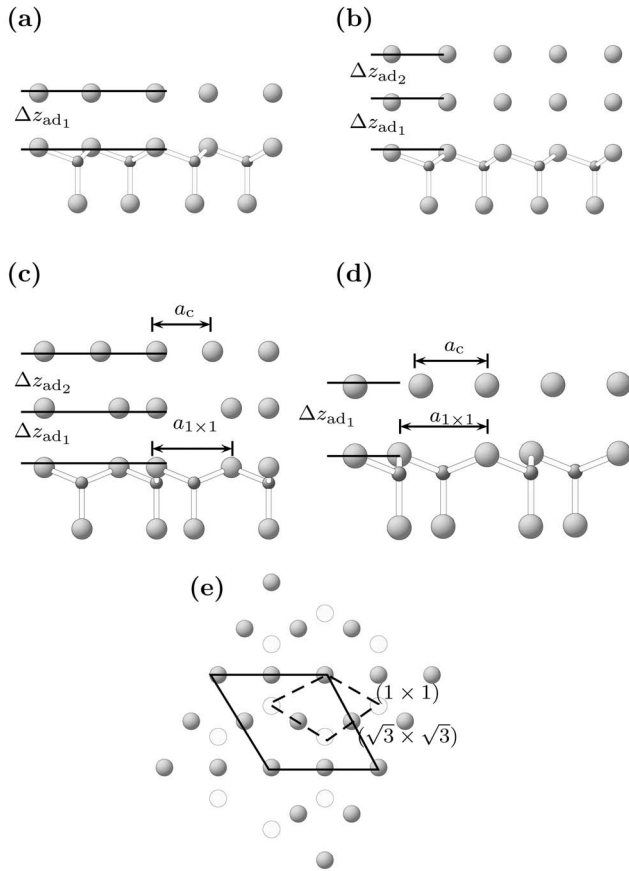 (a)
Δz_ad₁
(b)
Δz_ad₂
Δz_ad₁
(c)
a_c
Δz_ad₂
Δz_ad₁
a_1×1
(d)
a_c
Δz_ad₁
a_1×1
(e)
(1 × 1)
(√3 × √3)